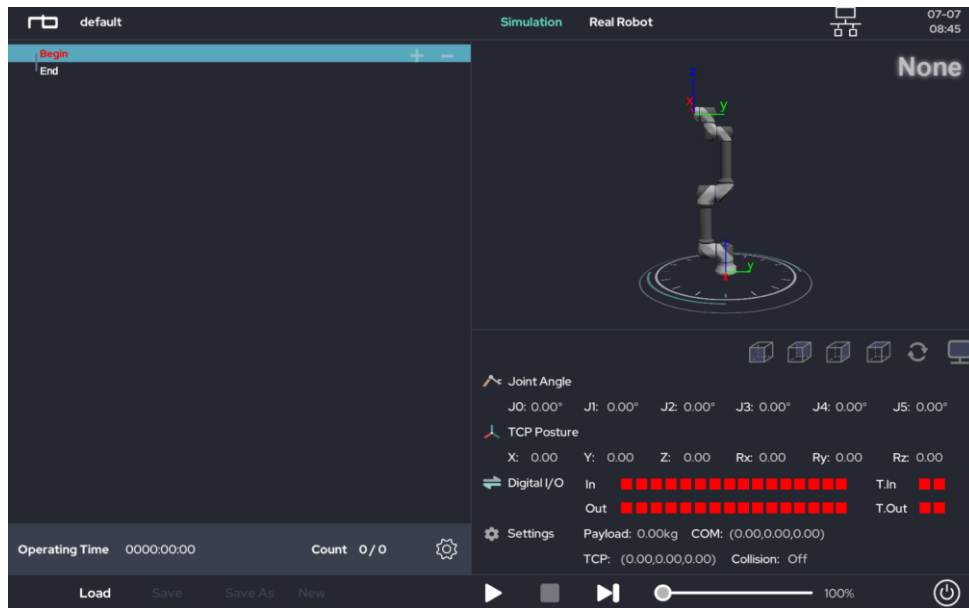 default
Simulation Real Robot
07-07
08:45
Begin + -
End
None
z
x y
z
x y
Joint Angle
J0: 0.00° J1: 0.00° J2: 0.00° J3: 0.00° J4: 0.00° J5: 0.00°
TCP Posture
X: 0.00 Y: 0.00 Z: 0.00 Rx: 0.00 Ry: 0.00 Rz: 0.00
Digital I/O In T.In
Out T.Out
Settings Payload: 0.00kg COM: (0.00,0.00,0.00)
TCP: (0.00,0.00,0.00) Collision: Off
Operating Time 0000:00:00 Count 0 / 0
Load Save Save As New
100%